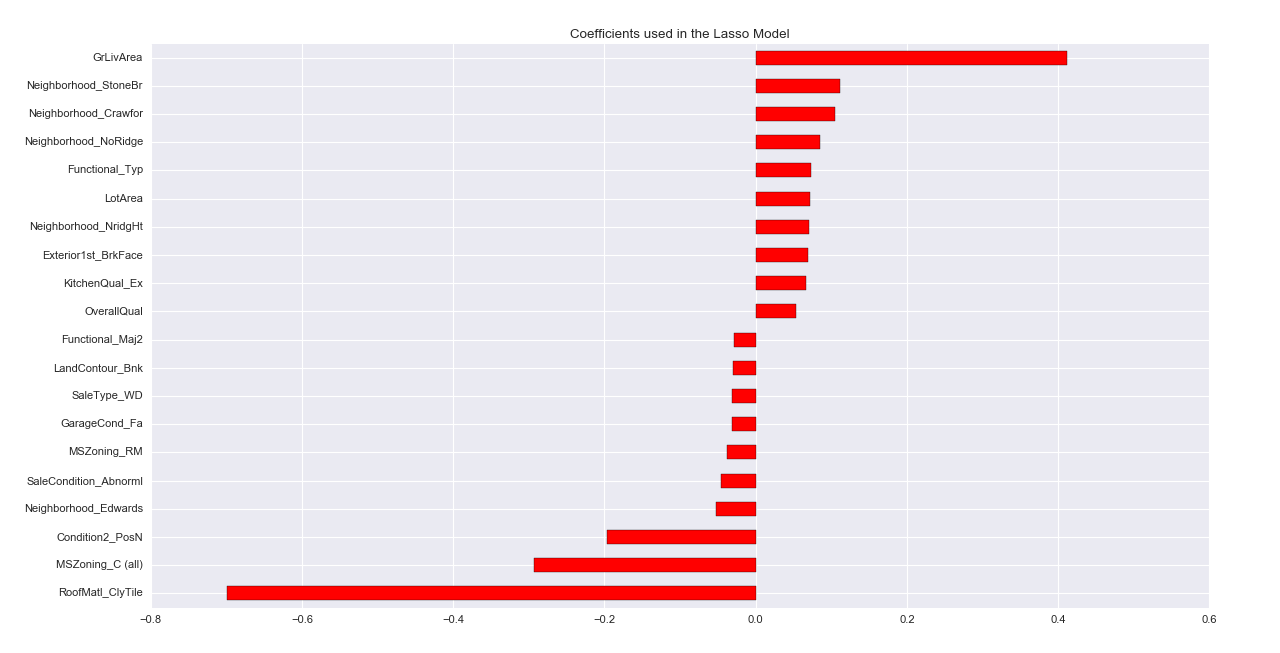 Coefficients used in the Lasso Model
GrLivArea
Neighborhood_StoneBr
Neighborhood_Crawfor
Neighborhood_NoRidge
Functional_Typ
LotArea
Neighborhood_NridgHt
Exterior1st_BrkFace
KitchenQual_Ex
OverallQual
Functional_Maj2
LandContour_Bnk
SaleType_WD
GarageCond_Fa
MSZoning_RM
SaleCondition_Abnorml
Neighborhood_Edwards
Condition2_PosN
MSZoning_C (all)
RoofMatl_ClyTile
−0.8 −0.6 −0.4 −0.2 0.0 0.2 0.4 0.6